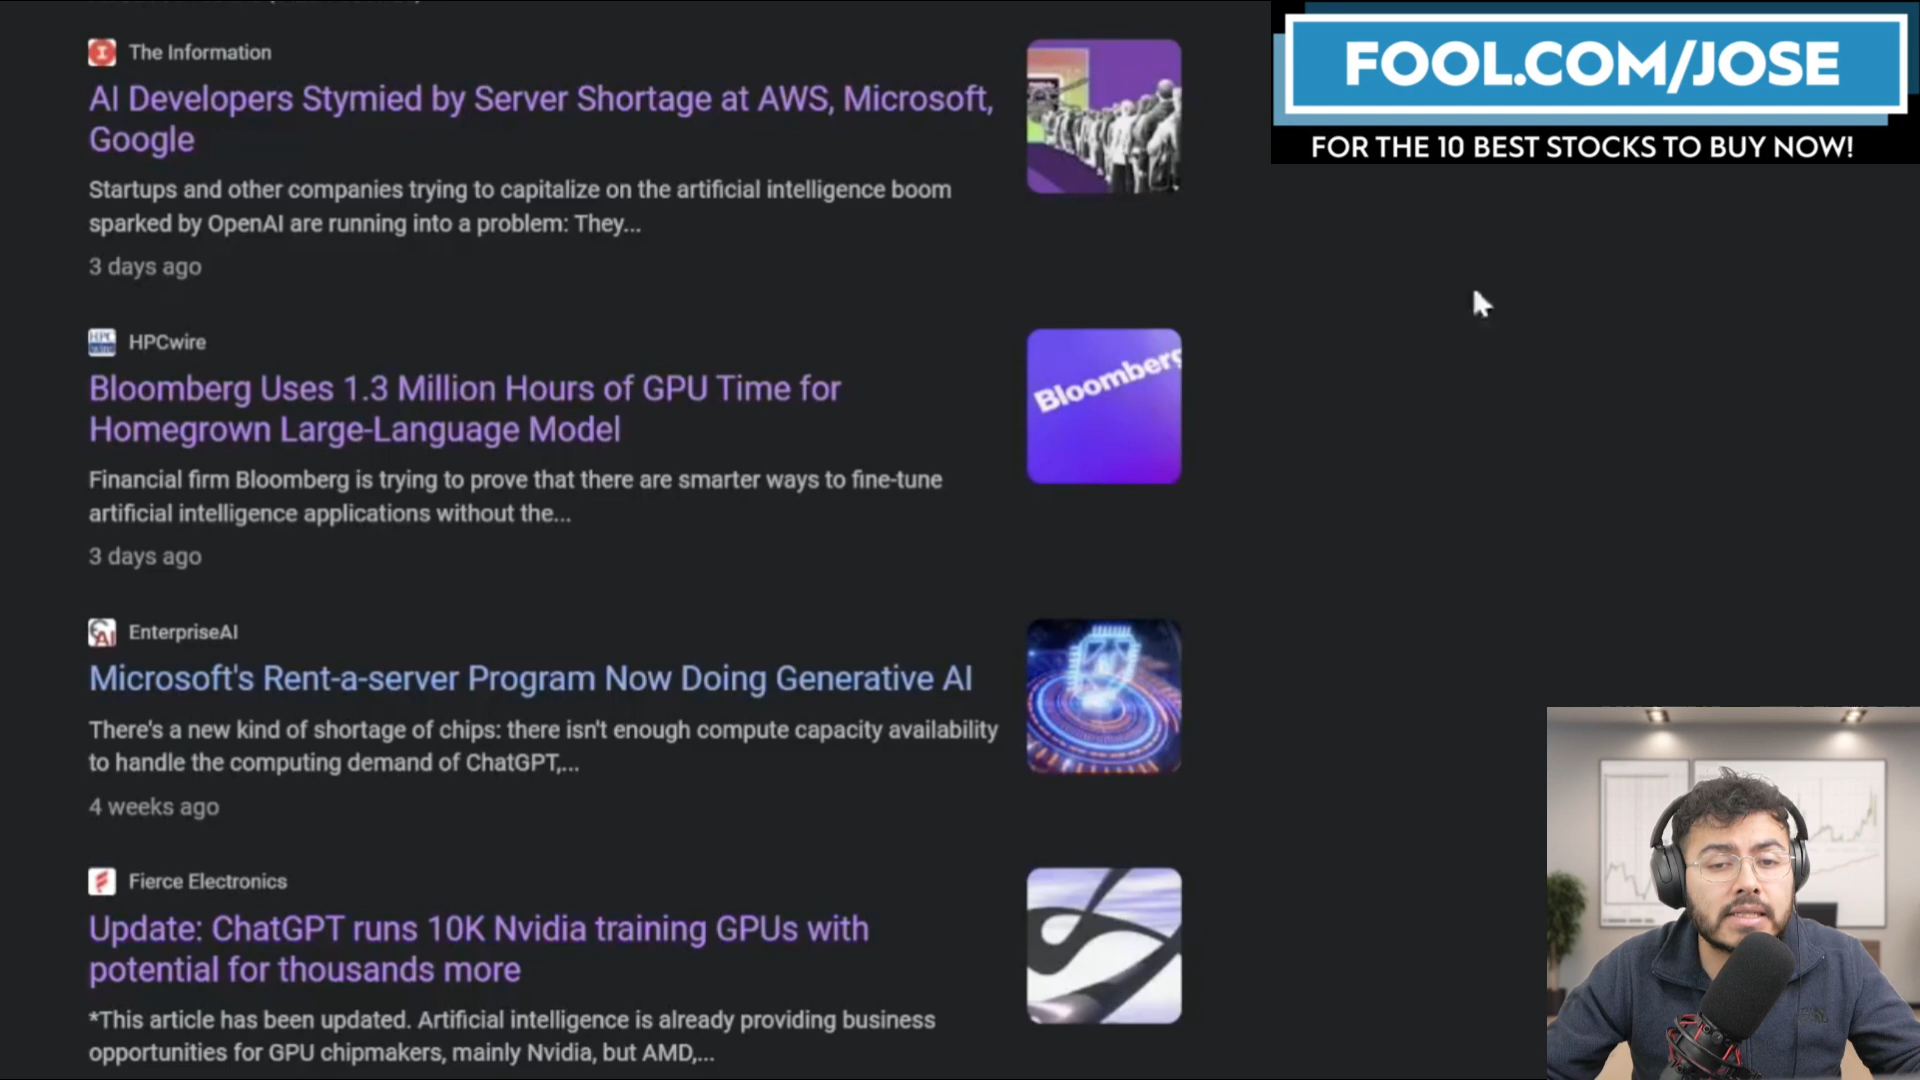 The Information
AI Developers Stymied by Server Shortage at AWS, Microsoft,
Google
Startups and other companies trying to capitalize on the artificial intelligence boom
sparked by OpenAI are running into a problem: They...
3 days ago
HPCwire
Bloomberg Uses 1.3 Million Hours of GPU Time for
Homegrown Large-Language Model
Financial firm Bloomberg is trying to prove that there are smarter ways to fine-tune
artificial intelligence applications without the...
3 days ago
Bloomberg
EnterpriseAI
Microsoft's Rent-a-server Program Now Doing Generative AI
There's a new kind of shortage of chips: there isn't enough compute capacity availability
to handle the computing demand of ChatGPT,...
4 weeks ago
Fierce Electronics
Update: ChatGPT runs 10K Nvidia training GPUs with
potential for thousands more
*This article has been updated. Artificial intelligence is already providing business
opportunities for GPU chipmakers, mainly Nvidia, but AMD,...
FOOL.COM/JOSE
FOR THE 10 BEST STOCKS TO BUY NOW!